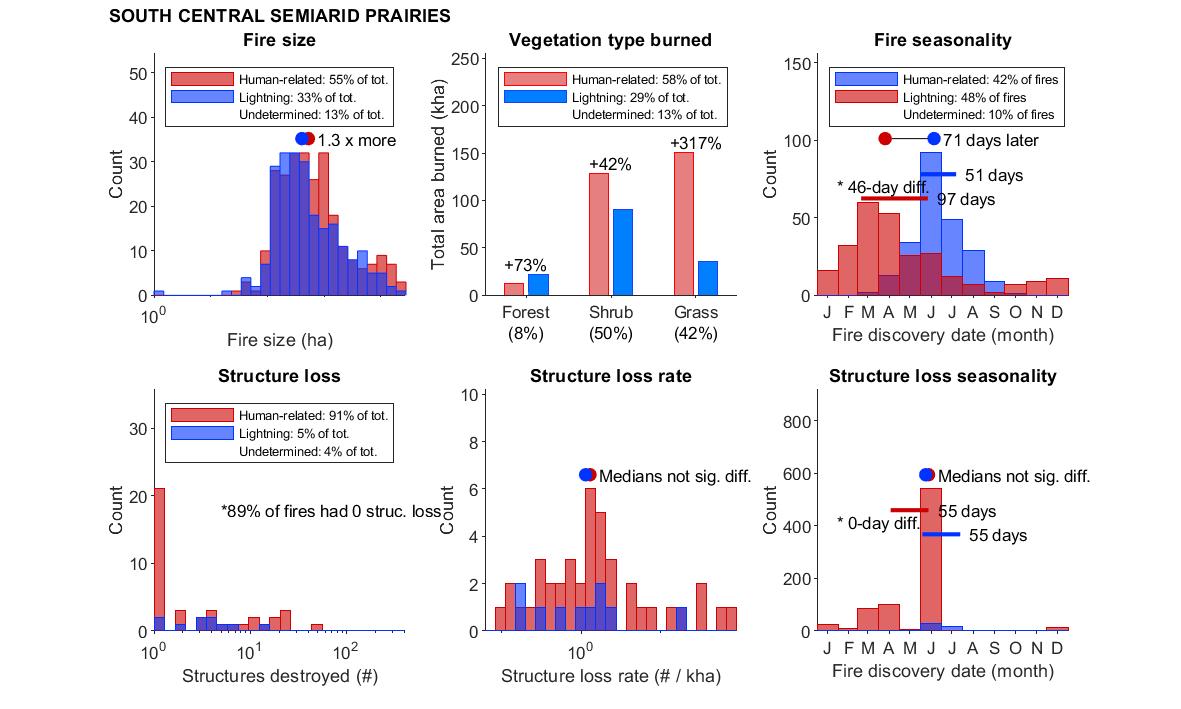 SOUTH CENTRAL SEMIARID PRAIRIES
Fire size
50
40
30
20
10
0
Count
Human-related: 55% of tot.
Lightning: 33% of tot.
Undetermined: 13% of tot.
1.3 x more
10^0
Fire size (ha)
Vegetation type burned
250
200
150
100
50
0
Total area burned (kha)
Human-related: 58% of tot.
Lightning: 29% of tot.
Undetermined: 13% of tot.
+73%
+42%
+317%
Forest
(8%)
Shrub
(50%)
Grass
(42%)
Fire seasonality
150
100
50
0
Count
Human-related: 42% of fires
Lightning: 48% of fires
Undetermined: 10% of fires
71 days later
51 days
* 46-day diff.
97 days
J F M A M J J A S O N D
Fire discovery date (month)
Structure loss
30
20
10
0
Count
Human-related: 91% of tot.
Lightning: 5% of tot.
Undetermined: 4% of tot.
*89% of fires had 0 struc. loss
10^0 10^1 10^2
Structures destroyed (#)
Structure loss rate
10
8
6
4
2
0
Count
Medians not sig. diff.
10^0
Structure loss rate (# / kha)
Structure loss seasonality
800
600
400
200
0
Count
Medians not sig. diff.
55 days
* 0-day diff.
55 days
J F M A M J J A S O N D
Fire discovery date (month)